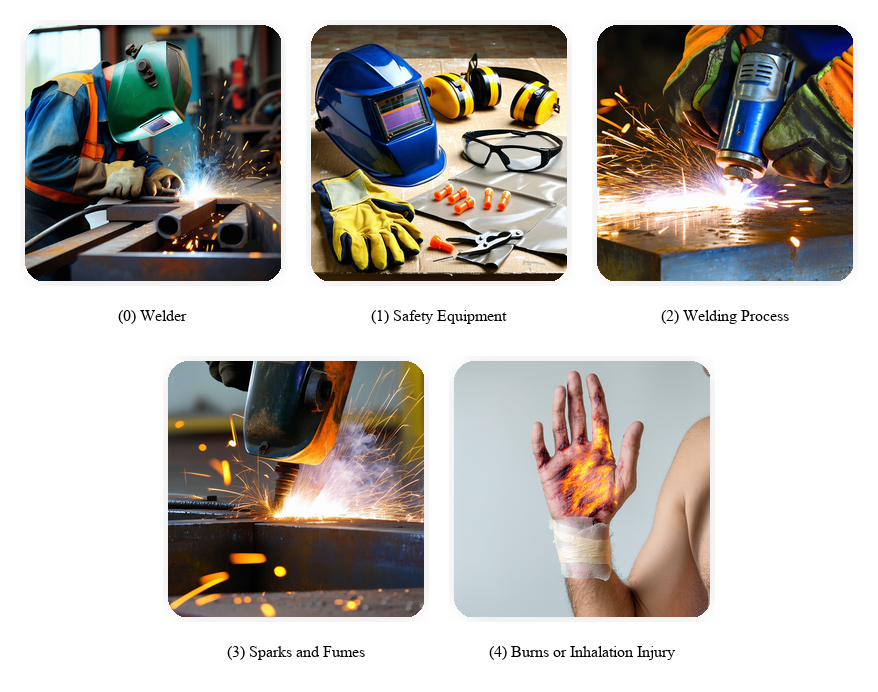 (0) Welder
(1) Safety Equipment
(2) Welding Process
(3) Sparks and Fumes
(4) Burns or Inhalation Injury